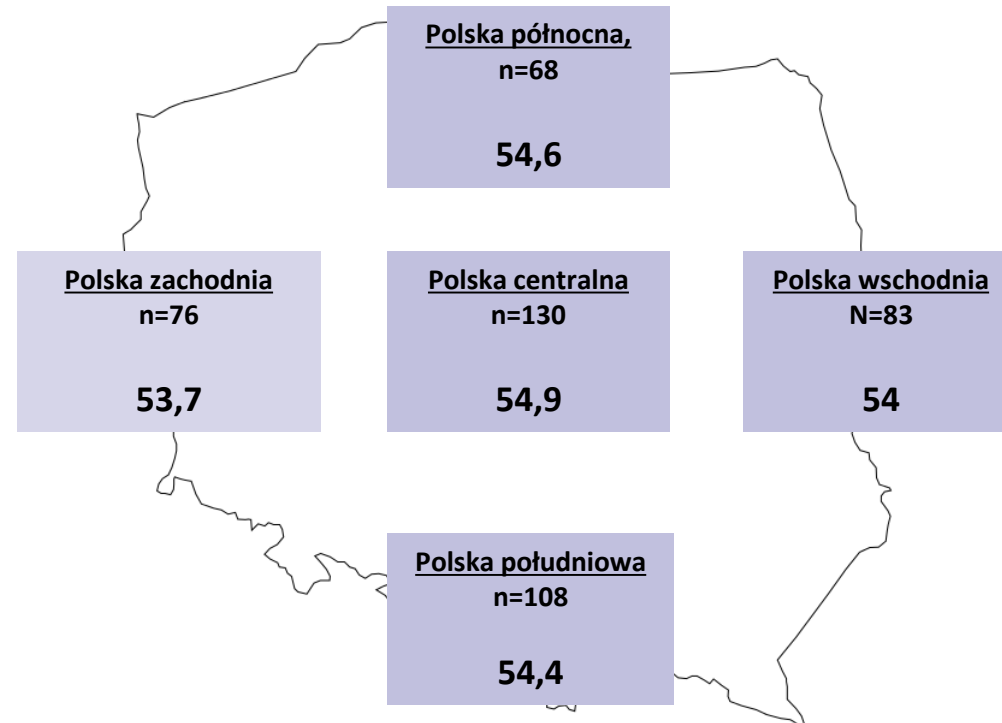 Polska północna,
n=68
54,6
Polska zachodnia
n=76
53,7
Polska centralna
n=130
54,9
Polska wschodnia
N=83
54
Polska południowa
n=108
54,4